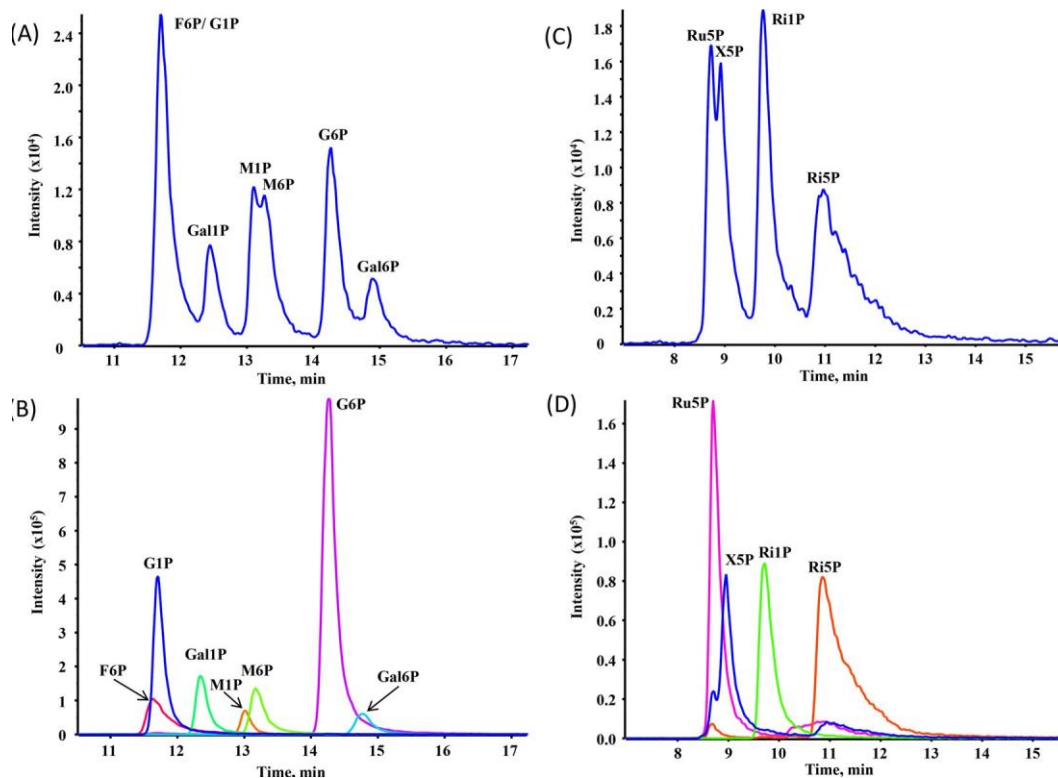 (A)
F6P/ G1P
Gal1P
M1P
M6P
G6P
Gal6P
Intensity (x10⁴)
2.4
2.0
1.6
1.2
0.8
0.4
0
11 12 13 14 15 16 17
Time, min
(C)
Ru5P
X5P
Ri1P
Ri5P
Intensity (x10⁴)
1.8
1.6
1.4
1.2
1.0
0.8
0.6
0.4
0.2
0
8 9 10 11 12 13 14 15
Time, min
(B)
F6P
G1P
Gal1P
M1P
M6P
G6P
Gal6P
Intensity (x10⁵)
9
8
7
6
5
4
3
2
1
0
11 12 13 14 15 16 17
Time, min
(D)
Ru5P
X5P
Ri1P
Ri5P
Intensity (x10⁵)
1.6
1.4
1.2
1.0
0.8
0.6
0.4
0.2
0.0
8 9 10 11 12 13 14 15
Time, min